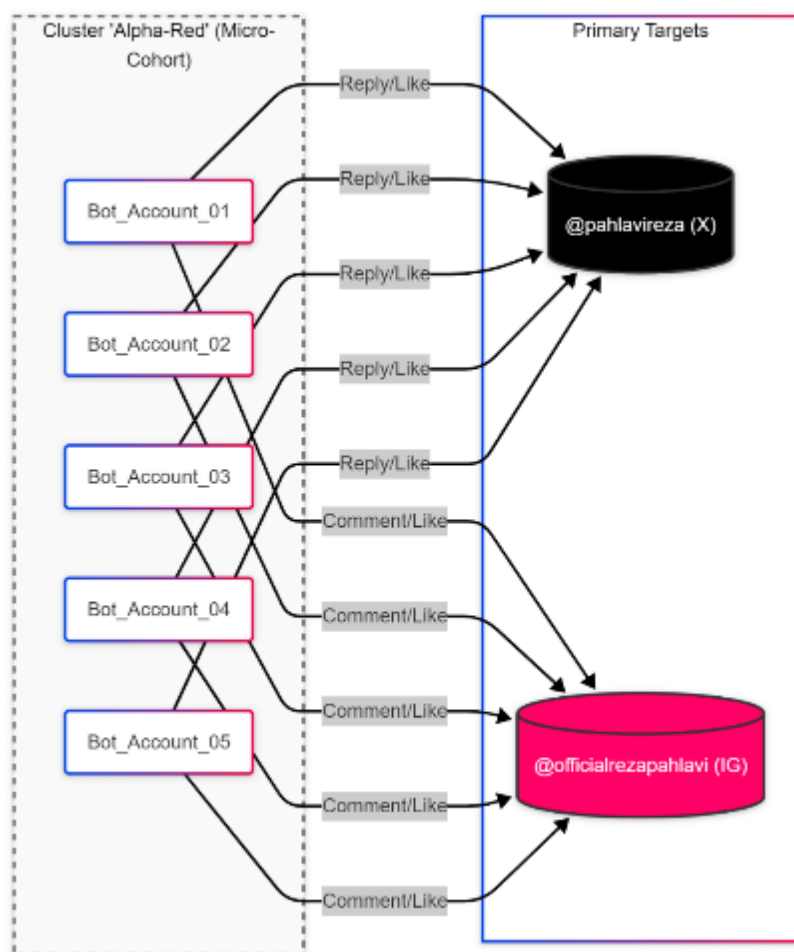 Cluster 'Alpha-Red' (Micro-
Cohort)
Primary Targets
Reply/Like
Bot_Account_01
Reply/Like
@pahlavireza (X)
Reply/Like
Bot_Account_02
Reply/Like
Bot_Account_03
Reply/Like
Comment/Like
Bot_Account_04
Comment/Like
Comment/Like
Bot_Account_05
@officialrezapahlavi (IG)
Comment/Like
Comment/Like